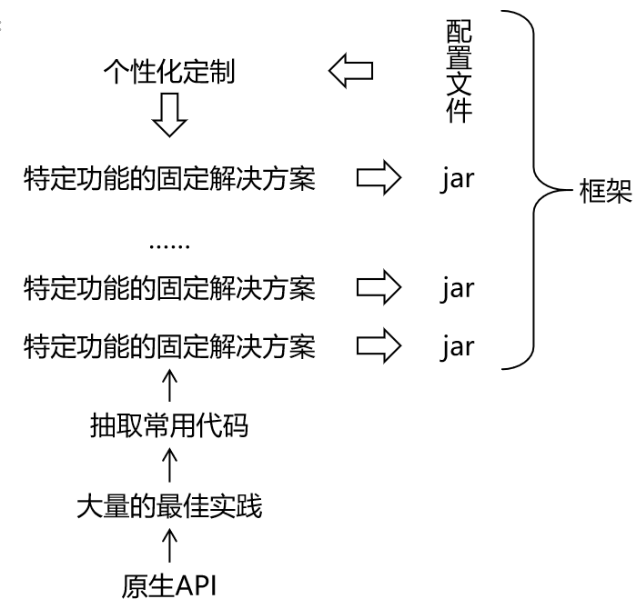 配置文件
个性化定制
特定功能的固定解决方案
jar
框架
......
特定功能的固定解决方案
jar
特定功能的固定解决方案
jar
抽取常用代码
大量的最佳实践
原生API